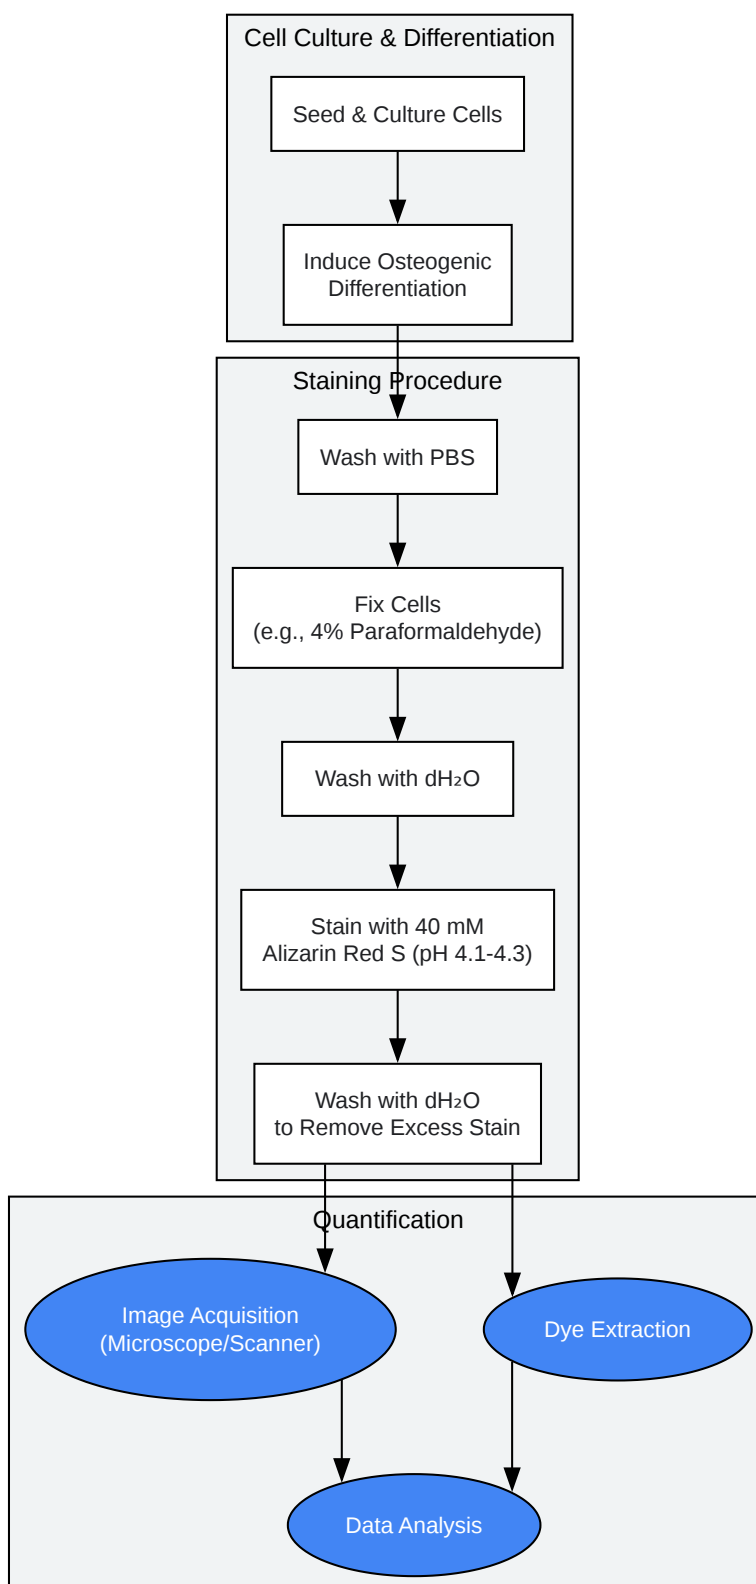 Cell Culture & Differentiation
Seed & Culture Cells
Induce Osteogenic
Differentiation
Staining Procedure
Wash with PBS
Fix Cells
(e.g., 4% Paraformaldehyde)
Wash with dH₂O
Stain with 40 mM
Alizarin Red S (pH 4.1-4.3)
Wash with dH₂O
to Remove Excess Stain
Quantification
Image Acquisition
(Microscope/Scanner)
Dye Extraction
Data Analysis